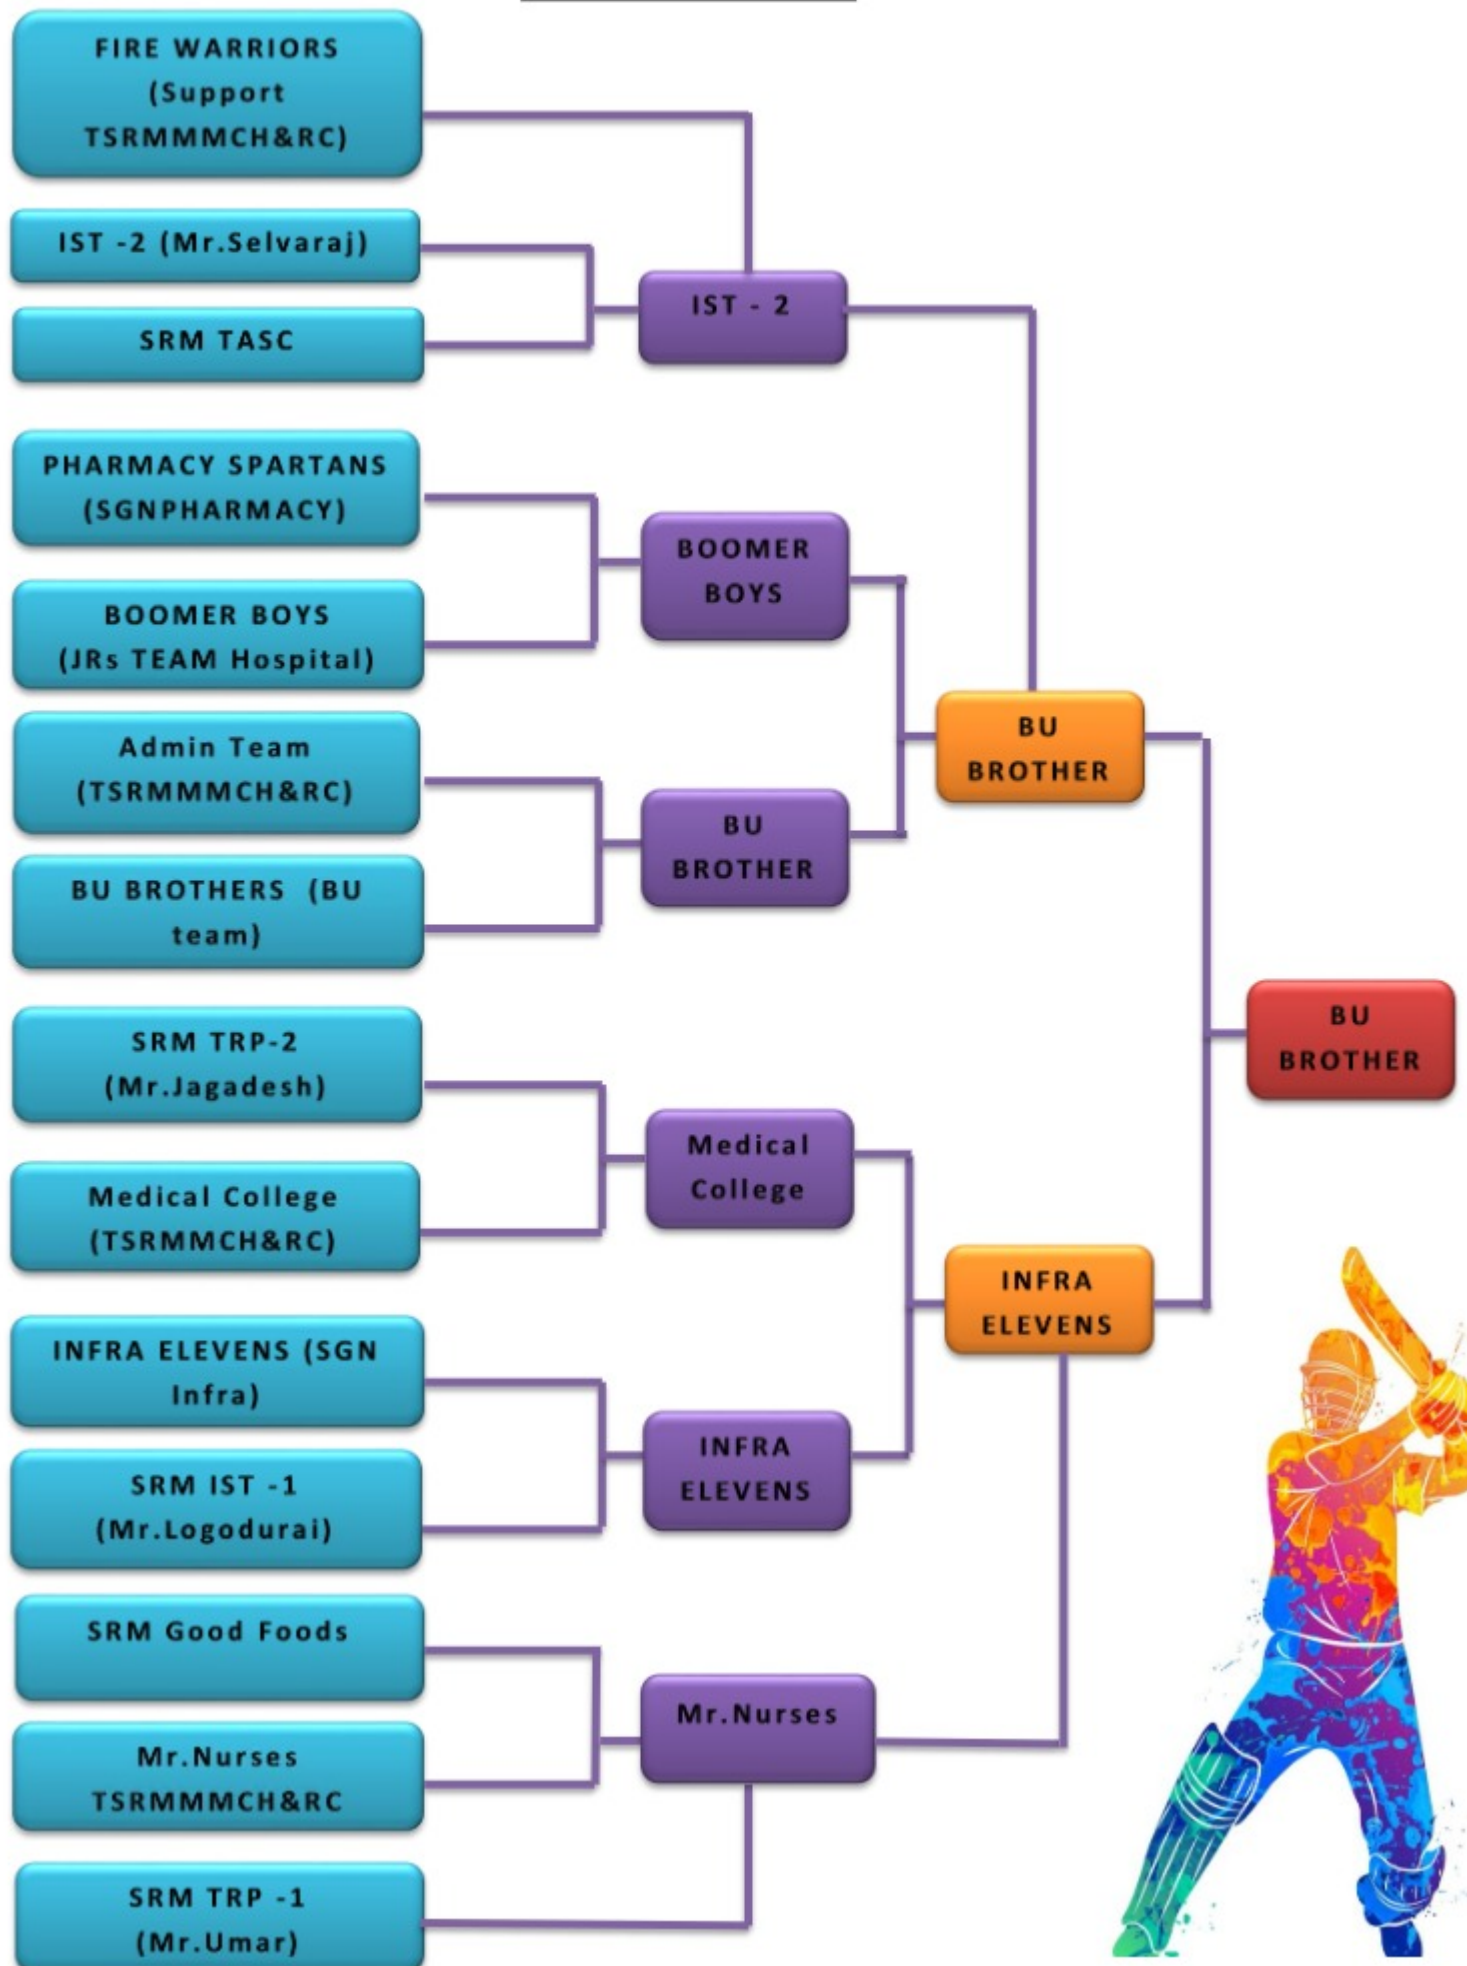 FIRE WARRIORS
(Support
TSRMMMCH&RC)
IST -2 (Mr.Selvaraj)
SRM TASC
IST - 2
PHARMACY SPARTANS
(SGNPHARMACY)
BOOMER BOYS
(JRs TEAM Hospital)
BOOMER
BOYS
Admin Team
(TSRMMMCH&RC)
BU BROTHERS (BU
team)
BU
BROTHER
BU
BROTHER
SRM TRP-2
(Mr.Jagadesh)
Medical College
(TSRMMCH&RC)
Medical
College
INFRA ELEVENS (SGN
Infra)
SRM IST -1
(Mr.Logodurai)
INFRA
ELEVENS
INFRA
ELEVENS
BU
BROTHER
SRM Good Foods
Mr.Nurses
TSRMMMCH&RC
SRM TRP -1
(Mr.Umar)
Mr.Nurses